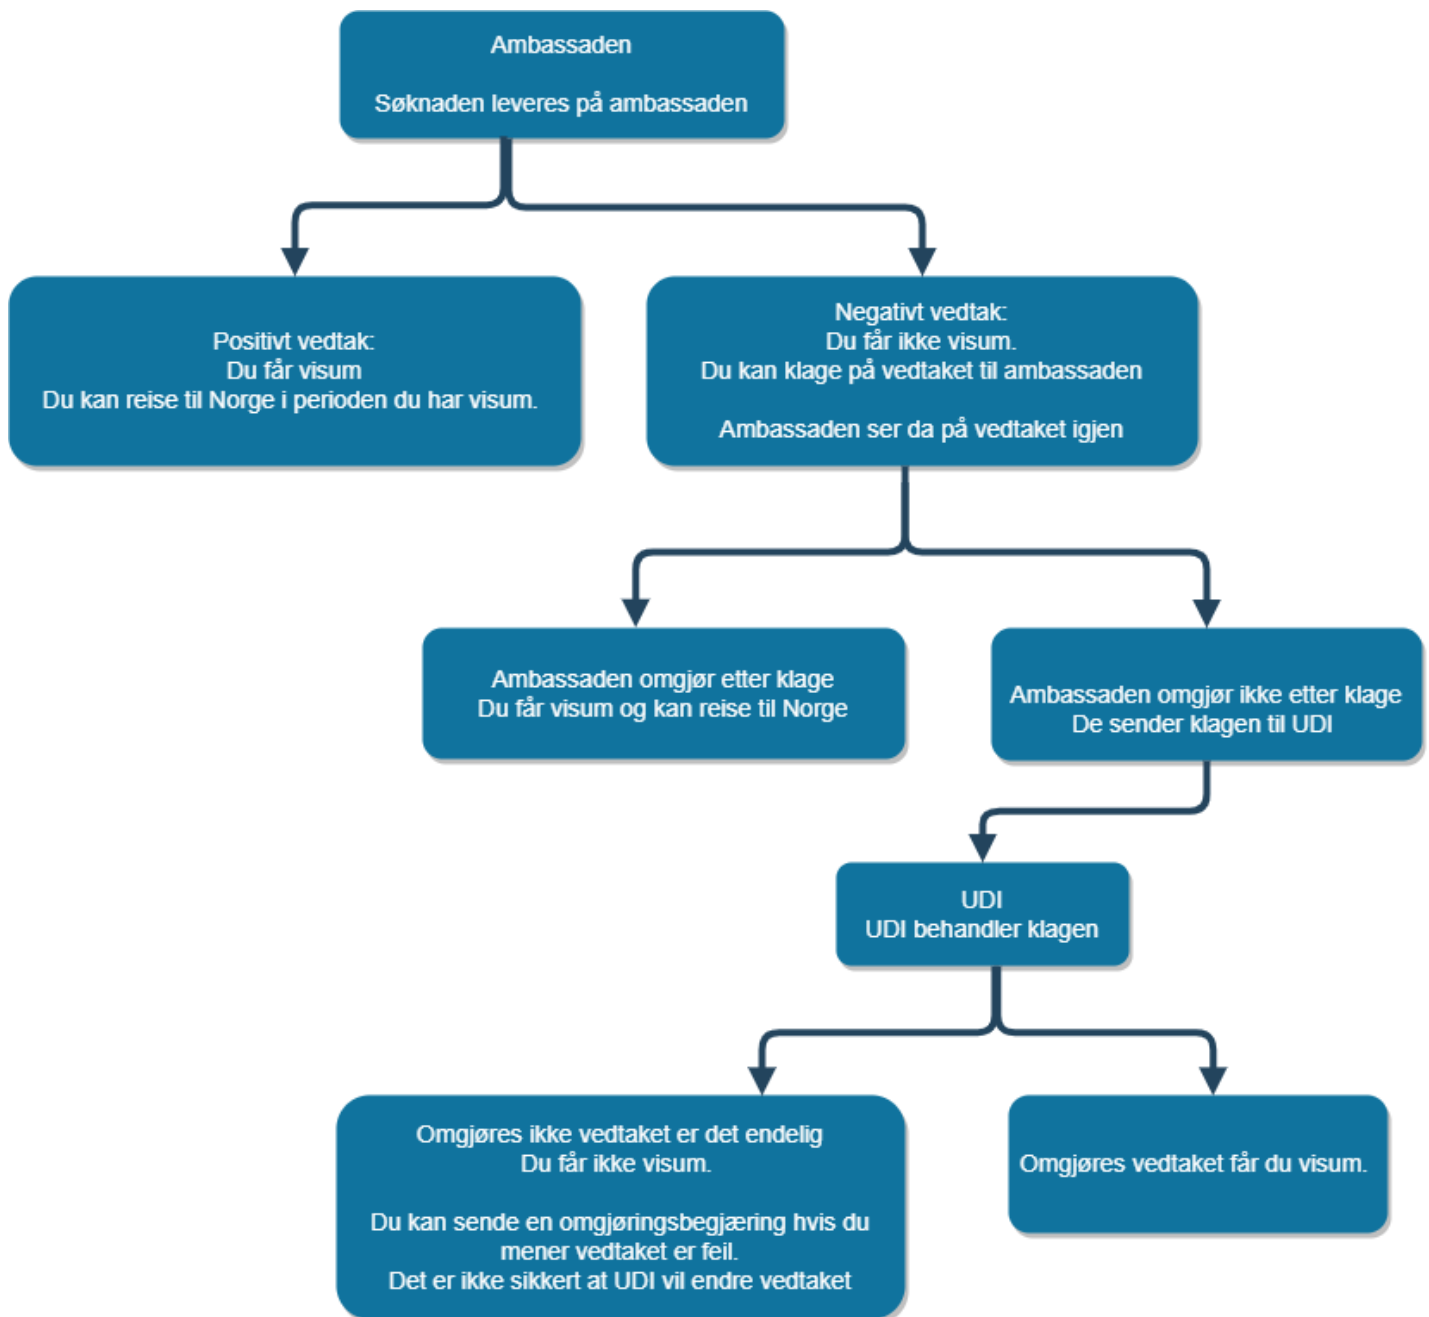 Ambassaden
Søknaden leveres på ambassaden
Positivt vedtak:
Du får visum
Du kan reise til Norge i perioden du har visum.
Negativt vedtak:
Du får ikke visum.
Du kan klage på vedtaket til ambassaden
Ambassaden ser da på vedtaket igjen
Ambassaden omgjør etter klage
Du får visum og kan reise til Norge
Ambassaden omgjør ikke etter klage
De sender klagen til UDI
UDI
UDI behandler klagen
Omgjøres ikke vedtaket er det endelig
Du får ikke visum.
Du kan sende en omgjøringsbegjæring hvis du
mener vedtaket er feil.
Det er ikke sikkert at UDI vil endre vedtaket
Omgjøres vedtaket får du visum.